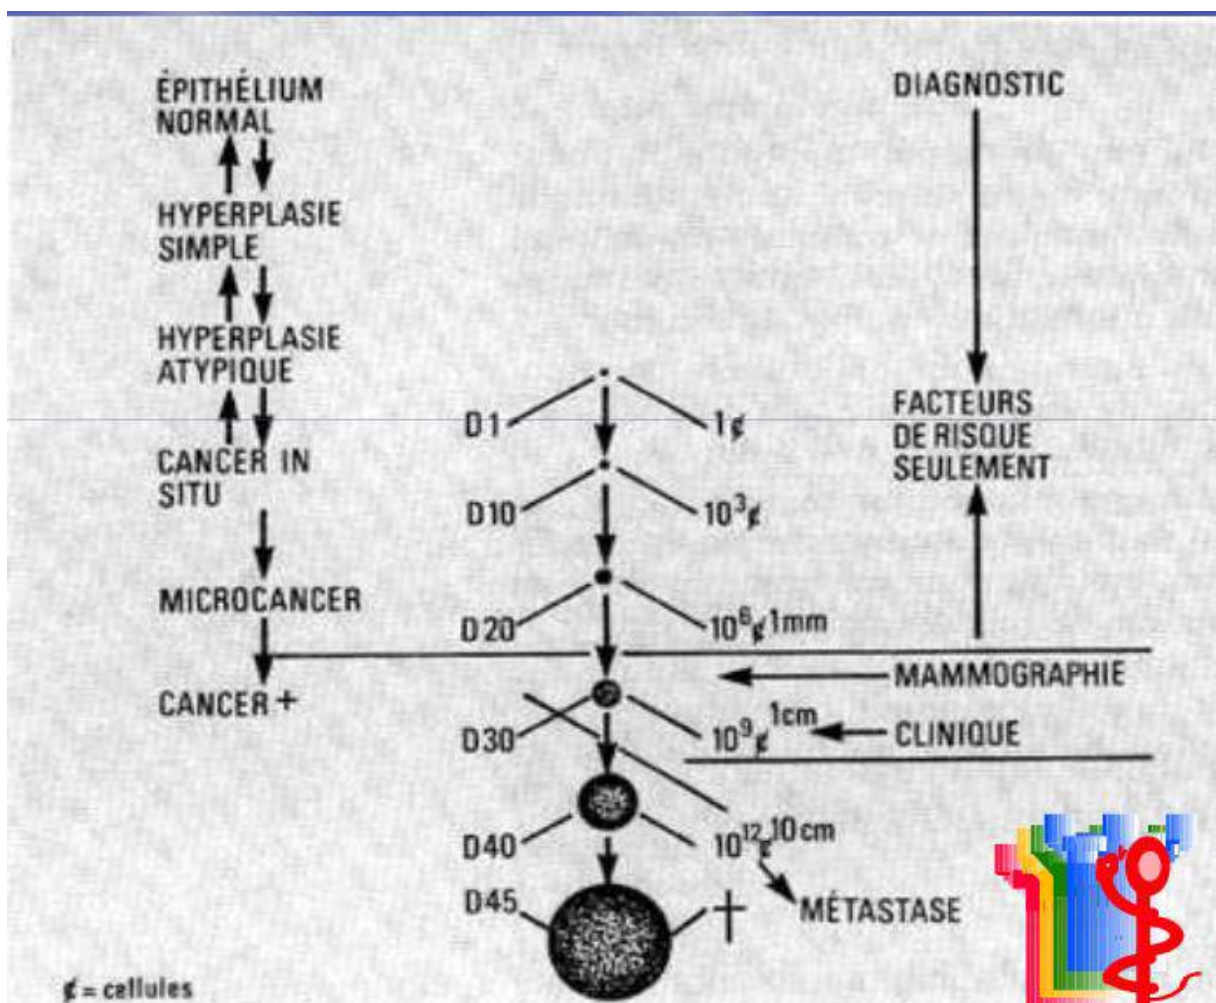 ÉPITHÉLIUM
NORMAL
HYPERPLASIE
SIMPLE
HYPERPLASIE
ATYPIQUE
CANCER IN
SITU
MICROCANCER
CANCER +
D1
1¢
D10
10³¢
D20
10⁶¢ 1mm
D30
10⁹¢ 1cm
D40
10¹²¢ 10cm
D45
MÉTASTASE
DIAGNOSTIC
FACTEURS
DE RISQUE
SEULEMENT
MAMMOGRAPHIE
CLINIQUE
¢ = cellules